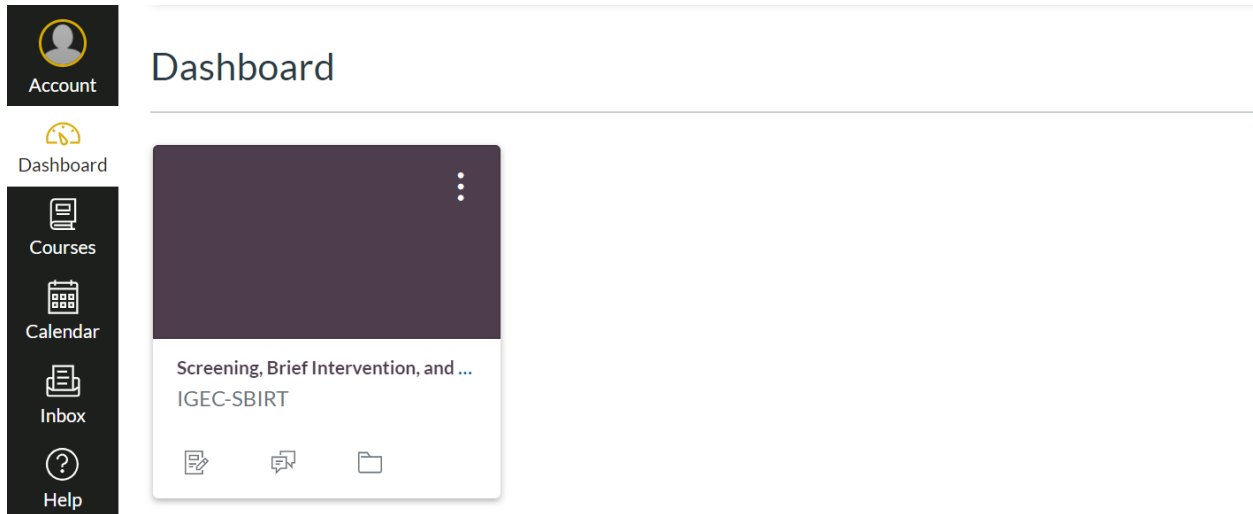 Account
Dashboard
Courses
Calendar
Inbox
Help
Dashboard
Screening, Brief Intervention, and ...
IGEC-SBIRT